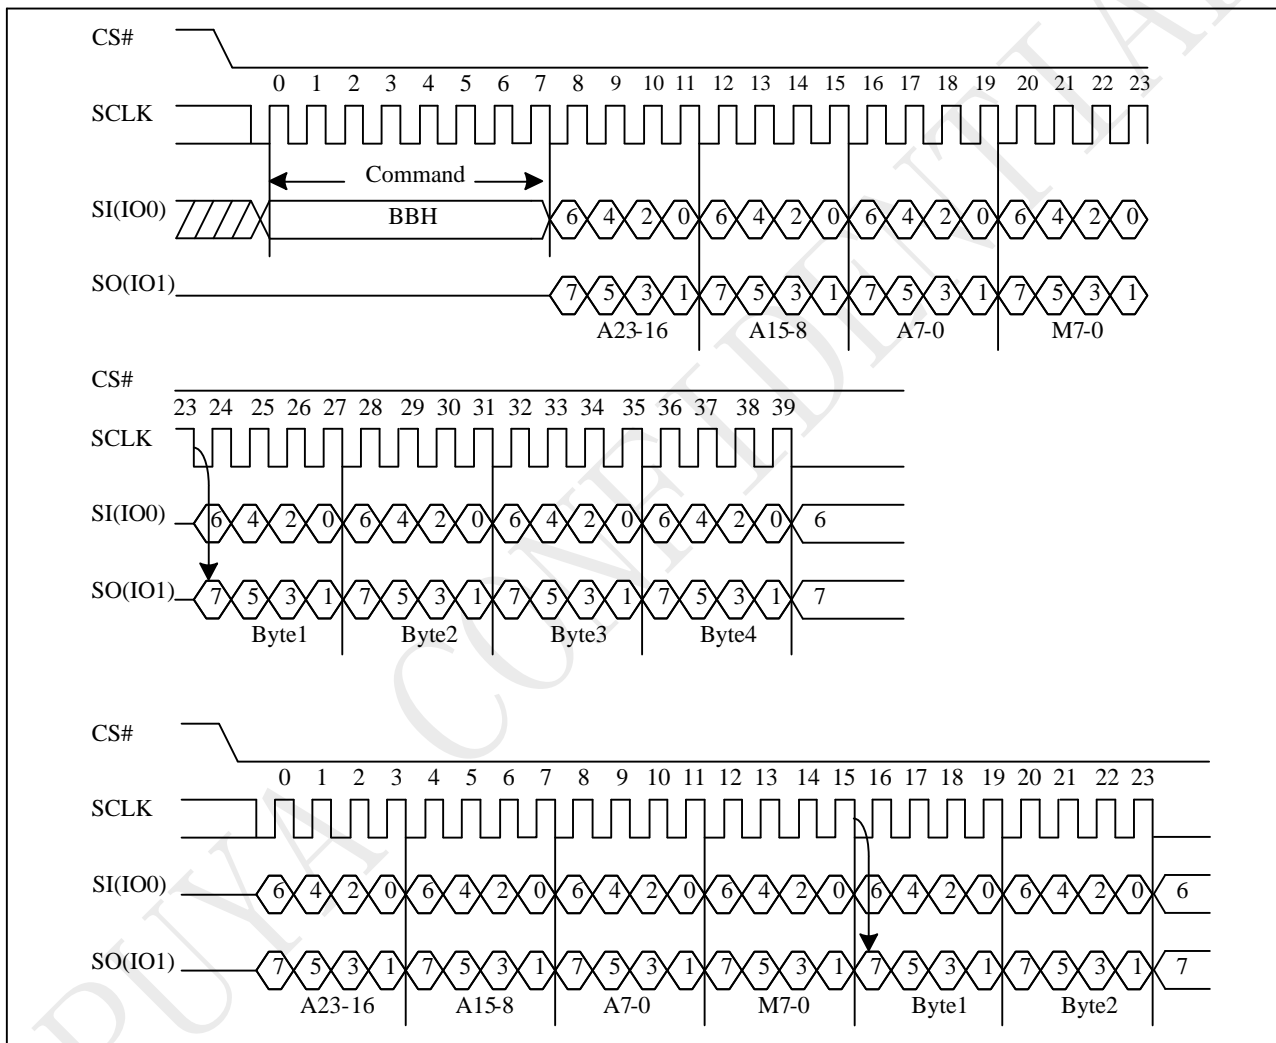 CS#
0 1 2 3 4 5 6 7 8 9 10 11 12 13 14 15 16 17 18 19 20 21 22 23
SCLK
Command
SI(IO0) BBH 6 4 2 0 6 4 2 0 6 4 2 0 6 4 2 0
SO(IO1) 7 5 3 1 7 5 3 1 7 5 3 1 7 5 3 1
A23-16 A15-8 A7-0 M7-0
CS#
23 24 25 26 27 28 29 30 31 32 33 34 35 36 37 38 39
SCLK
SI(IO0) 6 4 2 0 6 4 2 0 6 4 2 0 6 4 2 0 6
SO(IO1) 7 5 3 1 7 5 3 1 7 5 3 1 7 5 3 1 7
Byte1 Byte2 Byte3 Byte4
CS#
0 1 2 3 4 5 6 7 8 9 10 11 12 13 14 15 16 17 18 19 20 21 22 23
SCLK
SI(IO0) 6 4 2 0 6 4 2 0 6 4 2 0 6 4 2 0 6 4 2 0 6 4 2 0 6
SO(IO1) 7 5 3 1 7 5 3 1 7 5 3 1 7 5 3 1 7 5 3 1 7 5 3 1 7
A23-16 A15-8 A7-0 M7-0 Byte1 Byte2
PUYA CONFIDENTIAL